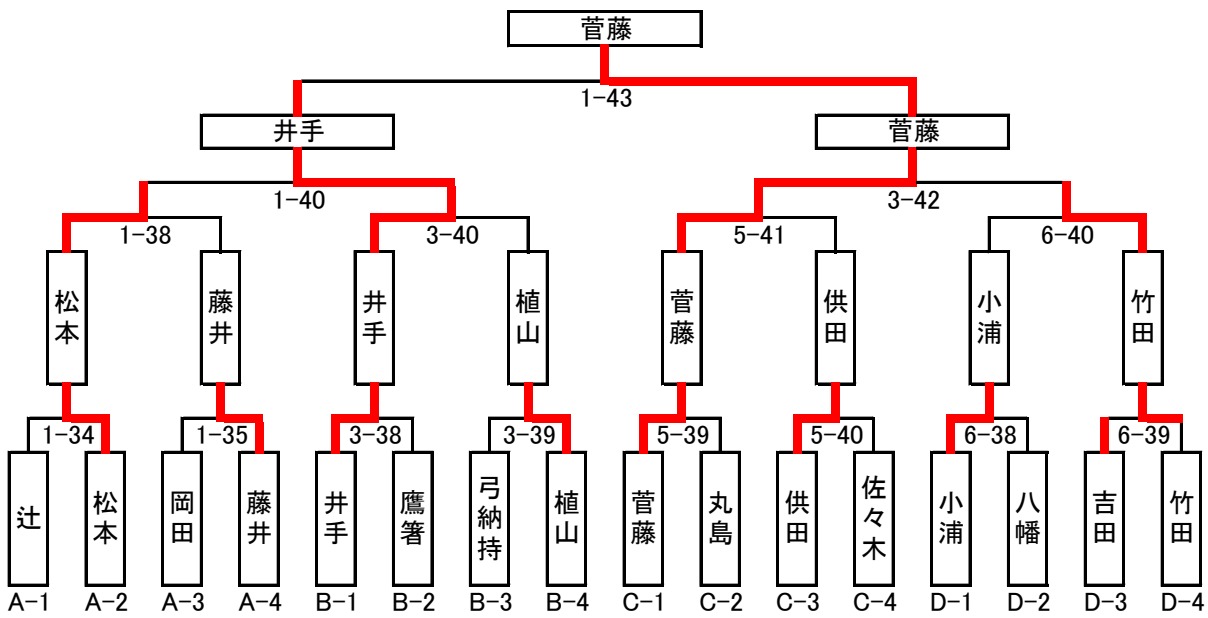 菅藤
1-43
井手
菅藤
1-40
3-42
1-38
3-40
5-41
6-40
松本
藤井
井手
植山
菅藤
供田
小浦
竹田
1-34
1-35
3-38
3-39
5-39
5-40
6-38
6-39
辻
松本
岡田
藤井
井手
鷹箸
弓納持
植山
菅藤
丸島
供田
佐々木
小浦
八幡
吉田
竹田
A-1 A-2 A-3 A-4 B-1 B-2 B-3 B-4 C-1 C-2 C-3 C-4 D-1 D-2 D-3 D-4